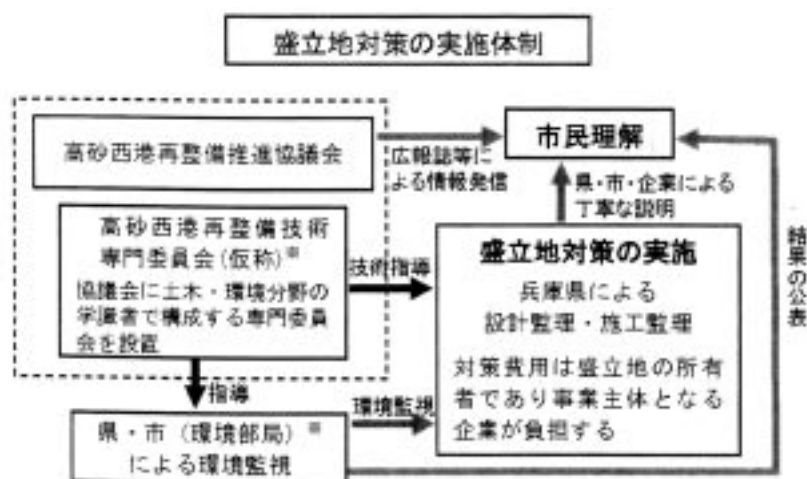 盛立地対策の実施体制
高砂西港再整備推進協議会
広報誌等に
よる情報発信
市民理解
県・市・企業による
丁寧な説明
高砂西港再整備技術
専門委員会(仮称)※
協議会に土木・環境分野の
学識者で構成する専門委員
会を設置
技術指導
盛立地対策の実施
兵庫県による
設計監理・施工監理
対策費用は盛立地の所有
者であり事業主体となる
企業が負担する
結果の公表
指導
県・市(環境部局)※
による環境監視
環境監視